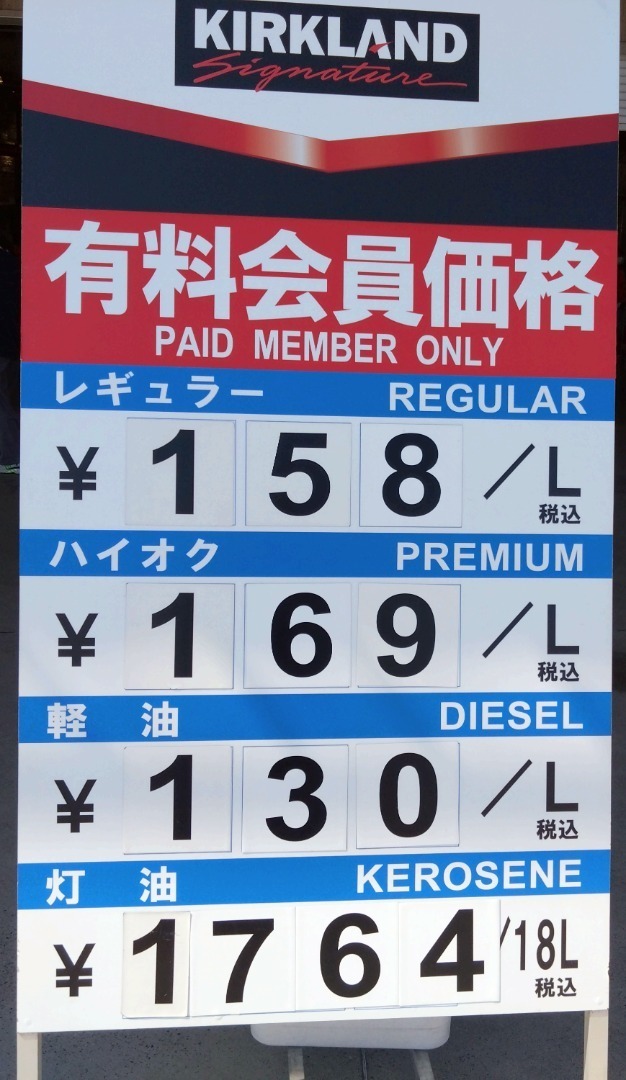 KIRKLAND
Signature
有料会員価格
PAID MEMBER ONLY
レギュラー REGULAR
¥ 158 /L
税込
ハイオク PREMIUM
¥ 169 /L
税込
軽 油 DIESEL
¥ 130 /L
税込
灯 油 KEROSENE
¥ 1764 /18L
税込